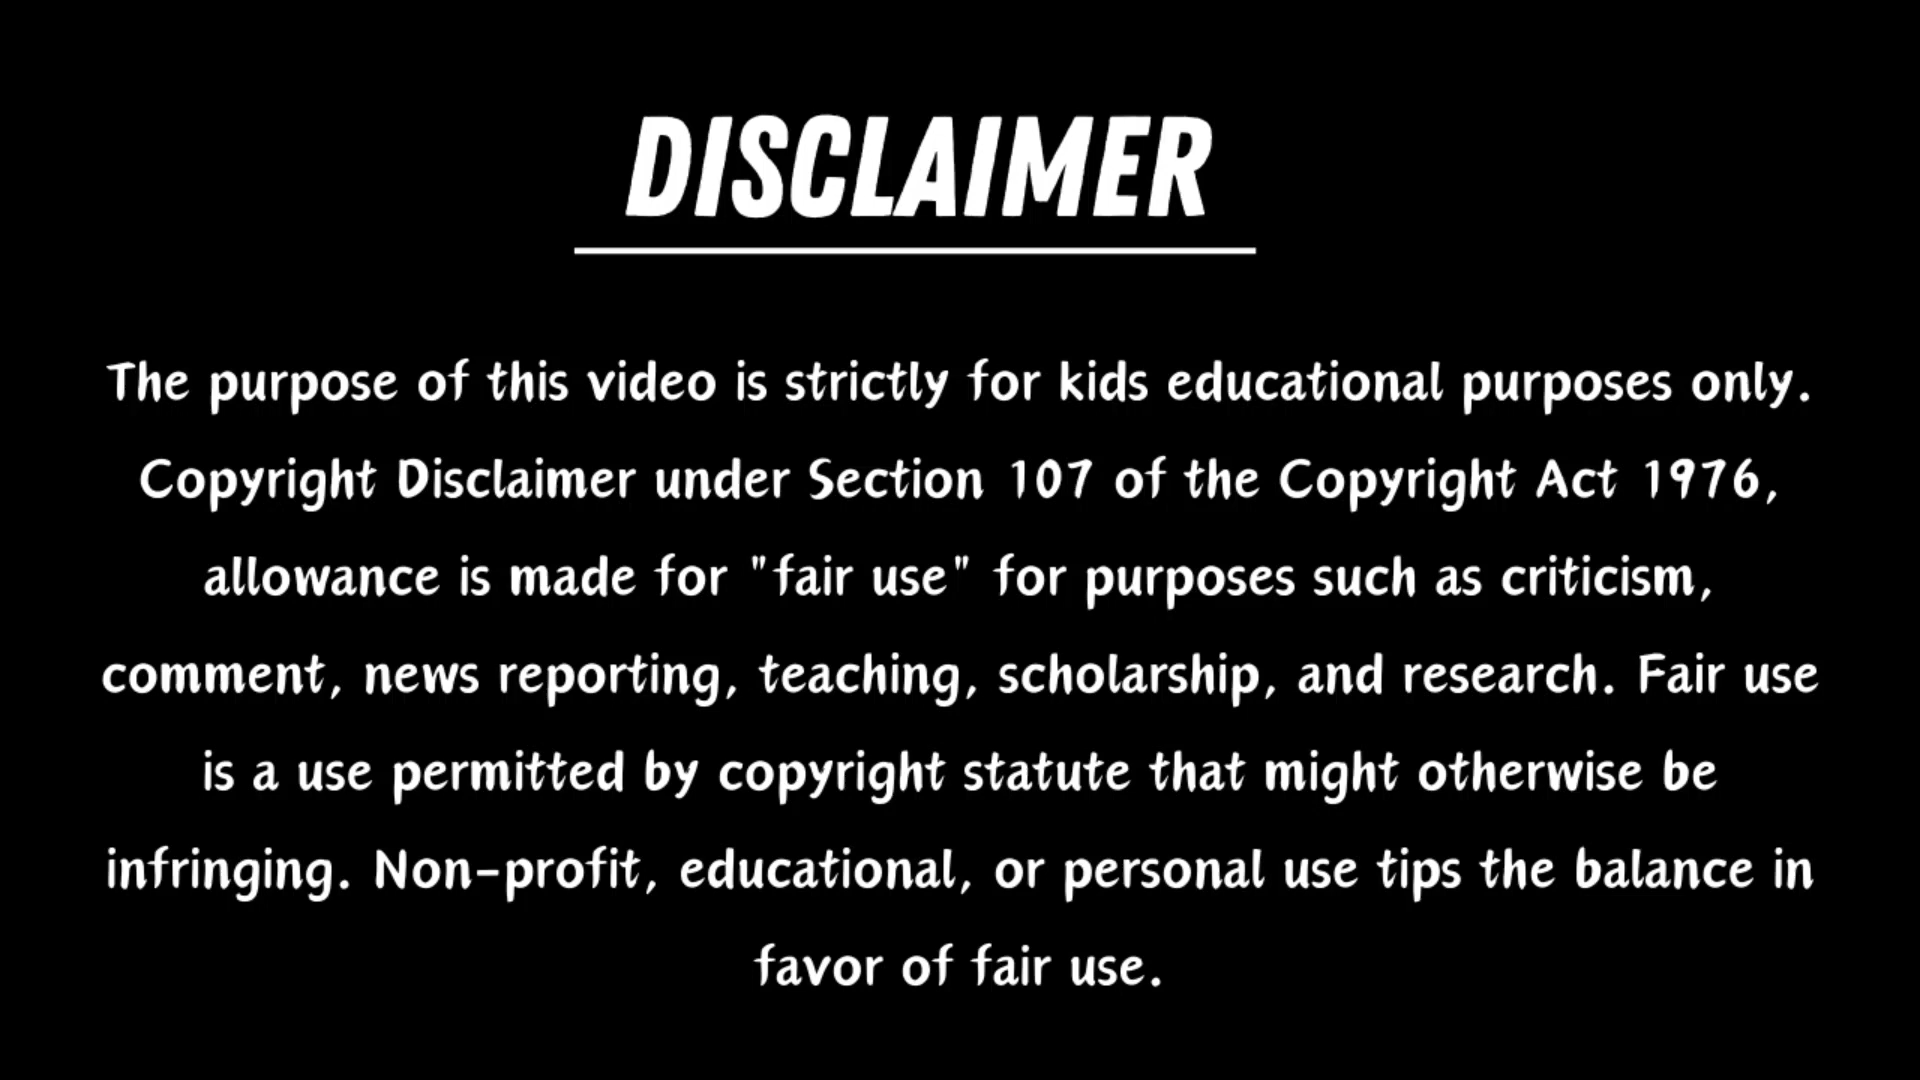 DISCLAIMER
The purpose of this video is strictly for kids educational purposes only.
Copyright Disclaimer under Section 107 of the Copyright Act 1976,
allowance is made for "fair use" for purposes such as criticism,
comment, news reporting, teaching, scholarship, and research. Fair use
is a use permitted by copyright statute that might otherwise be
infringing. Non-profit, educational, or personal use tips the balance in
favor of fair use.